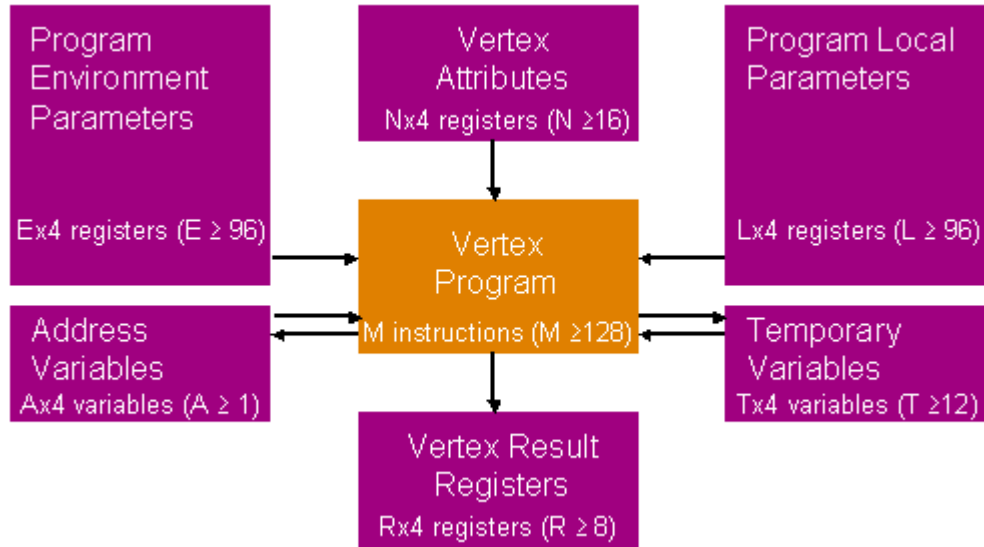 Program
Environment
Parameters
Ex4 registers (E ≥ 96)
Vertex
Attributes
Nx4 registers (N ≥16)
Program Local
Parameters
Lx4 registers (L ≥ 96)
Vertex
Program
M instructions (M ≥128)
Address
Variables
Ax4 variables (A ≥ 1)
Temporary
Variables
Tx4 variables (T ≥12)
Vertex Result
Registers
Rx4 registers (R ≥ 8)